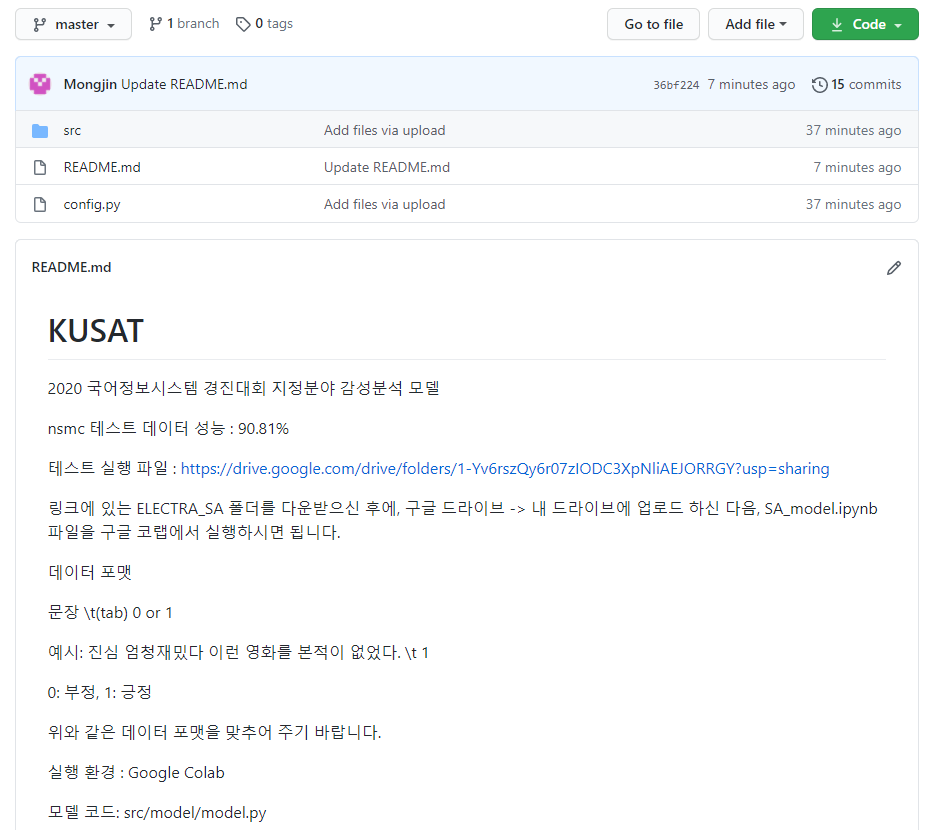 master 1 branch 0 tags Go to file Add file Code
Mongjin Update README.md 36bf224 7 minutes ago 15 commits
src Add files via upload 37 minutes ago
README.md Update README.md 7 minutes ago
config.py Add files via upload 37 minutes ago
README.md
KUSAT
2020 국어정보시스템 경진대회 지정분야 감성분석 모델
nsmc 테스트 데이터 성능 : 90.81%
테스트 실행 파일 : https://drive.google.com/drive/folders/1-Yv6rszQy6r07zIODC3XpNliAEJORRGY?usp=sharing
링크에 있는 ELECTRA_SA 폴더를 다운받으신 후에, 구글 드라이브 -> 내 드라이브에 업로드 하신 다음, SA_model.ipynb
파일을 구글 코랩에서 실행하시면 됩니다.
데이터 포맷
문장 \t(tab) 0 or 1
예시: 진심 엄청재밌다 이런 영화를 본적이 없었다. \t 1
0: 부정, 1: 긍정
위와 같은 데이터 포맷을 맞추어 주기 바랍니다.
실행 환경 : Google Colab
모델 코드: src/model/model.py